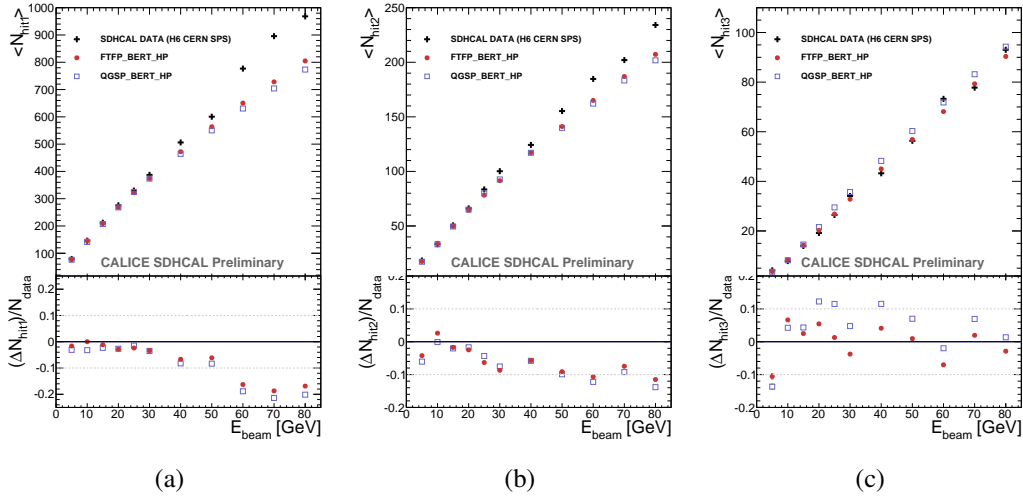 <N_hit1>
1000
900
800
700
600
500
400
300
200
100
SDHCAL DATA (H6 CERN SPS)
FTFP_BERT_HP
QGSP_BERT_HP
CALICE SDHCAL Preliminary
(Δ N_hit1)/N_data
0.2
0.1
0
-0.1
-0.2
0 10 20 30 40 50 60 70 80
E_beam [GeV]
<N_hit2>
250
200
150
100
50
SDHCAL DATA (H6 CERN SPS)
FTFP_BERT_HP
QGSP_BERT_HP
CALICE SDHCAL Preliminary
(Δ N_hit2)/N_data
0.2
0.1
0
-0.1
-0.2
0 10 20 30 40 50 60 70 80
E_beam [GeV]
<N_hit3>
100
80
60
40
20
SDHCAL DATA (H6 CERN SPS)
FTFP_BERT_HP
QGSP_BERT_HP
CALICE SDHCAL Preliminary
(Δ N_hit3)/N_data
0.2
0.1
0
-0.1
-0.2
0 10 20 30 40 50 60 70 80
E_beam [GeV]
(a) (b) (c)